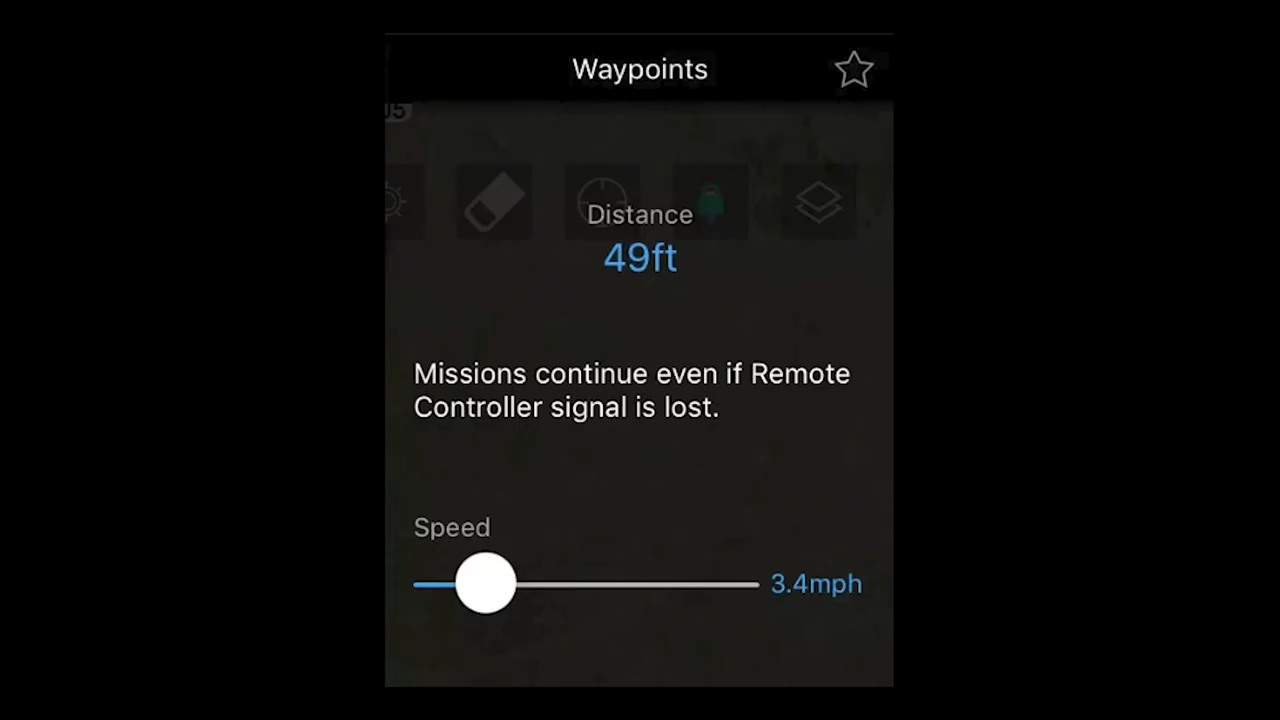 Waypoints
Distance
49ft
Missions continue even if Remote
Controller signal is lost.
Speed
3.4mph